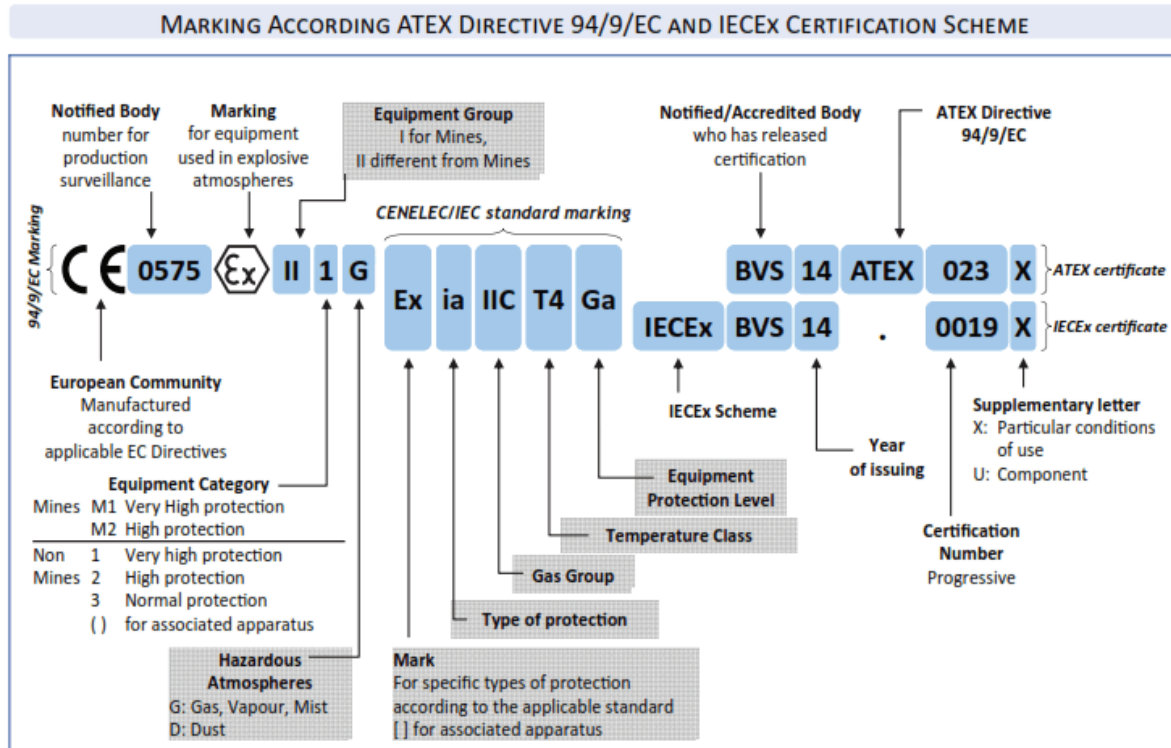 MARKING ACCORDING ATEX DIRECTIVE 94/9/EC AND IECEX CERTIFICATION SCHEME
Notified Body
number for
production
surveillance
Marking
for equipment
used in explosive
atmospheres
Equipment Group
I for Mines,
II different from Mines
Notified/Accredited Body
who has released
certification
ATEX Directive
94/9/EC
CENELEC/IEC standard marking
94/9/EC Marking
CE 0575 Ex II 1 G
Ex ia IIC T4 Ga
BVS 14 ATEX 023 X
ATEX certificate
IECEx BVS 14 . 0019 X
IECEx certificate
European Community
Manufactured
according to
applicable EC Directives
IECEx Scheme
Year
of issuing
Supplementary letter
X: Particular conditions
of use
U: Component
Equipment Category
Mines M1 Very High protection
M2 High protection
Non 1 Very high protection
Mines 2 High protection
3 Normal protection
( ) for associated apparatus
Equipment
Protection Level
Temperature Class
Gas Group
Type of protection
Certification
Number
Progressive
Hazardous
Atmospheres
G: Gas, Vapour, Mist
D: Dust
Mark
For specific types of protection
according to the applicable standard
[ ] for associated apparatus